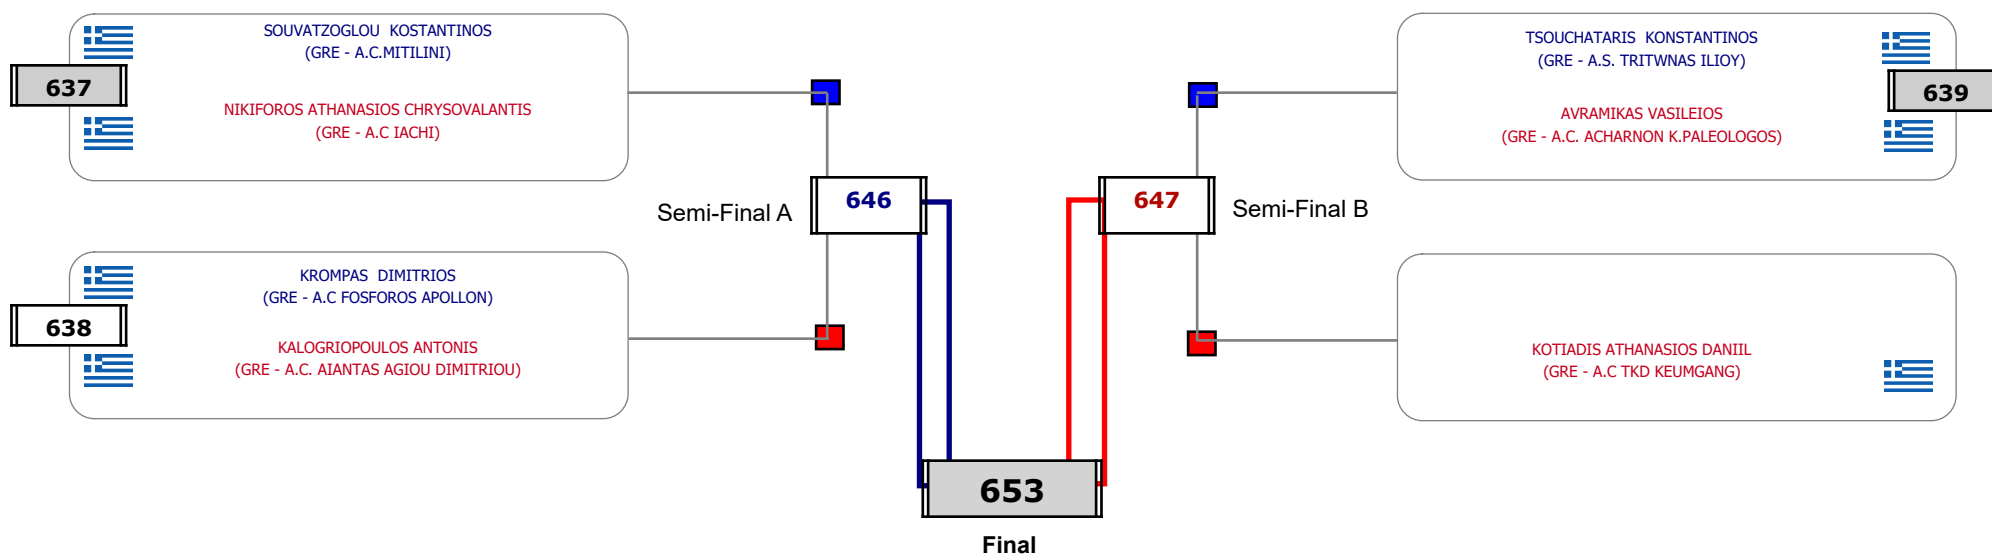 SOUVATZOGLOU KOSTANTINOS
(GRE - A.C.MITILINI)
637
NIKIFOROS ATHANASIOS CHRYSOVALANTIS
(GRE - A.C IACHI)
TSOUCHATARIS KONSTANTINOS
(GRE - A.S. TRITWNAS ILIOY)
639
AVRAMIKAS VASILEIOS
(GRE - A.C. ACHARNON K.PALEOLOGOS)
Semi-Final A
646
647
Semi-Final B
KROMPAS DIMITRIOS
(GRE - A.C FOSFOROS APOLLON)
638
KALOGRIOPOULOS ANTONIS
(GRE - A.C. AIANTAS AGIOU DIMITRIOU)
KOTIADIS ATHANASIOS DANIIL
(GRE - A.C TKD KEUMGANG)
653
Final